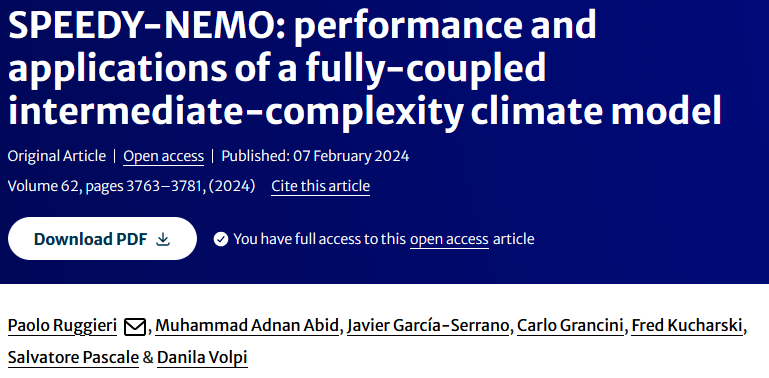 SPEEDY-NEMO: performance and
applications of a fully-coupled
intermediate-complexity climate model
Original Article | Open access | Published: 07 February 2024
Volume 62, pages 3763–3781, (2024) Cite this article
Download PDF You have full access to this open access article
Paolo Ruggieri, Muhammad Adnan Abid, Javier García-Serrano, Carlo Grancini, Fred Kucharski,
Salvatore Pascale & Danila Volpi